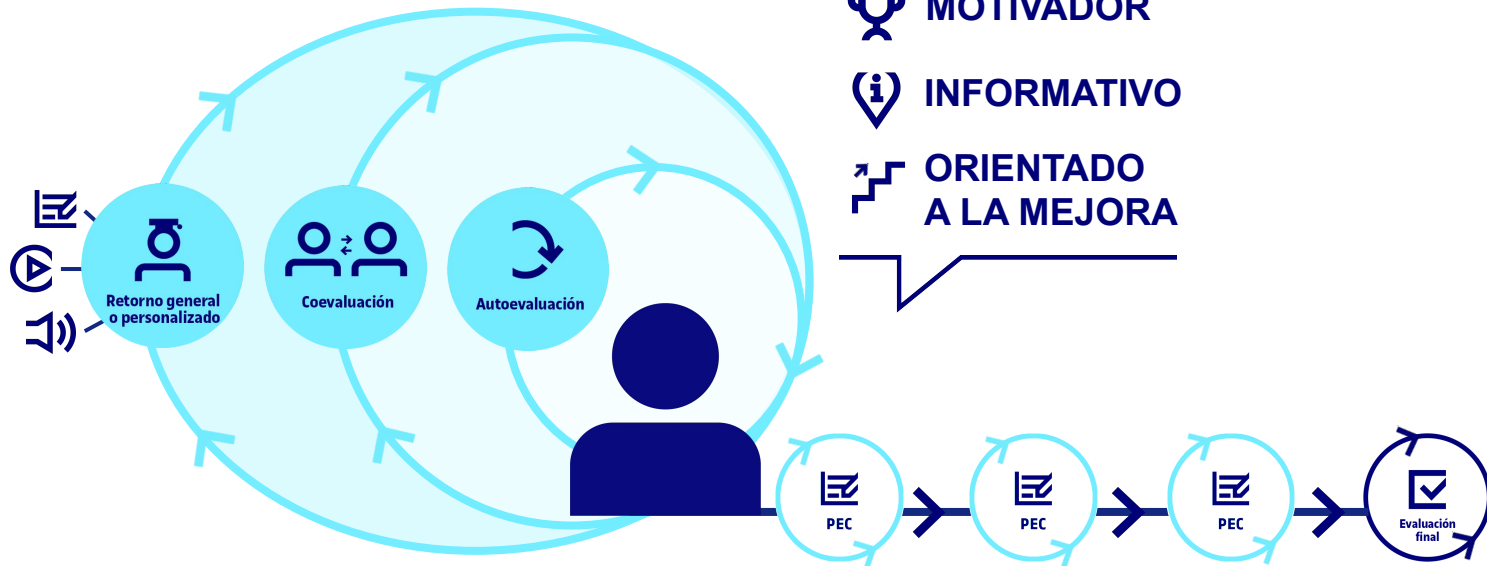 MOTIVADOR
INFORMATIVO
ORIENTADO
A LA MEJORA
Retorno general
o personalizado
Coevaluación
Autoevaluación
PEC
PEC
PEC
Evaluación
final